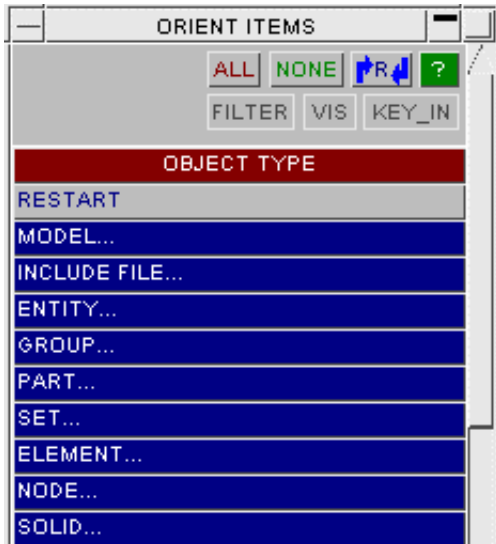 ORIENT ITEMS
ALL NONE R ?
FILTER VIS KEY_IN
OBJECT TYPE
RESTART
MODEL...
INCLUDE FILE...
ENTITY...
GROUP...
PART...
SET...
ELEMENT...
NODE...
SOLID...